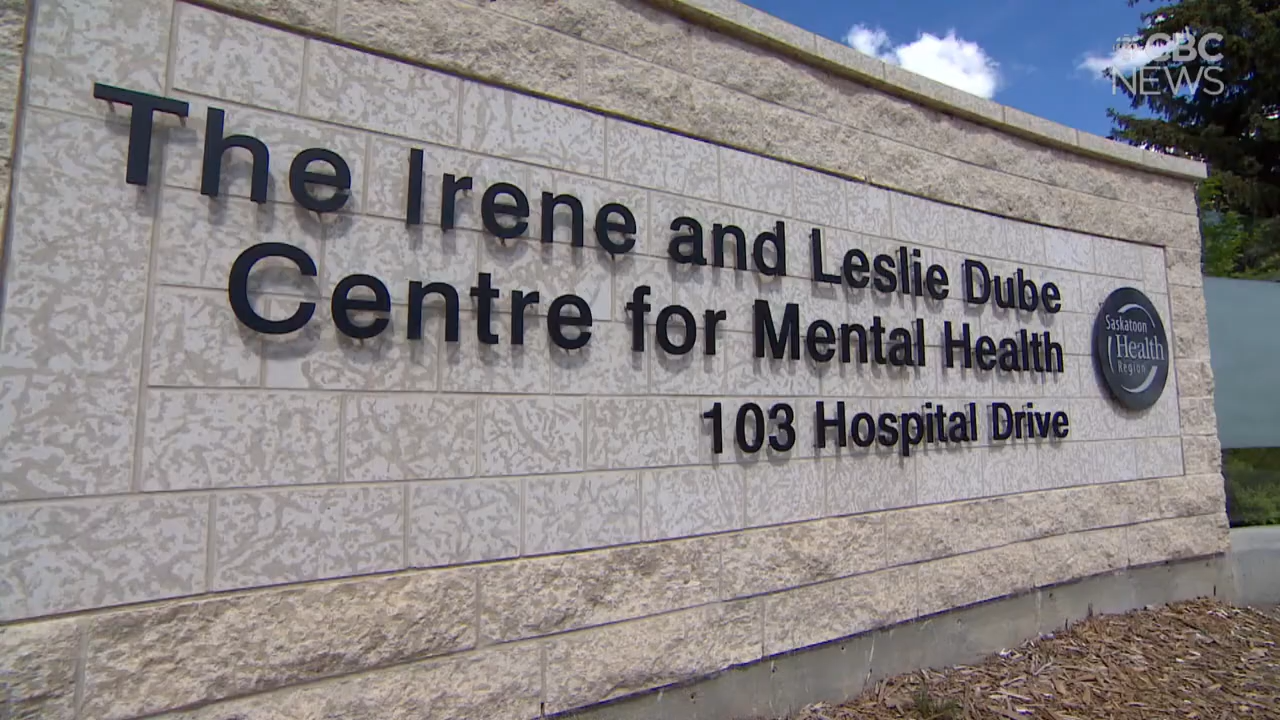 CBC
NEWS
The Irene and Leslie Dube
Centre for Mental Health
103 Hospital Drive
Saskatoon
Health
Region